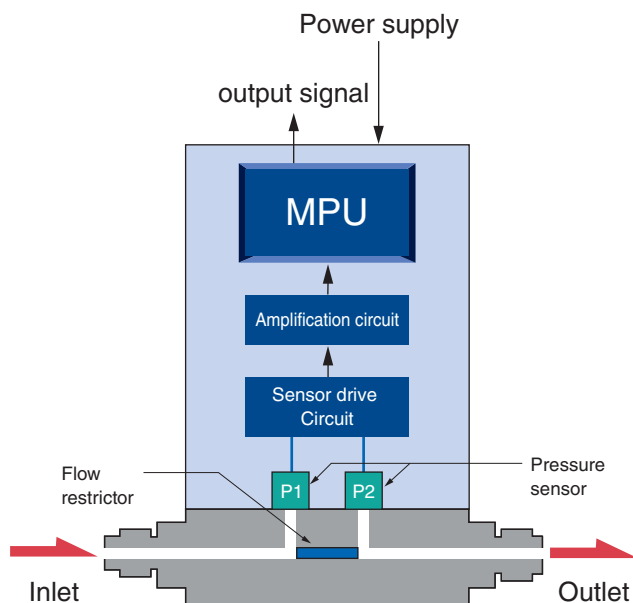 Power supply
output signal
MPU
Amplification circuit
Sensor drive
Circuit
Flow
restrictor
P1
P2
Pressure
sensor
Inlet
Outlet